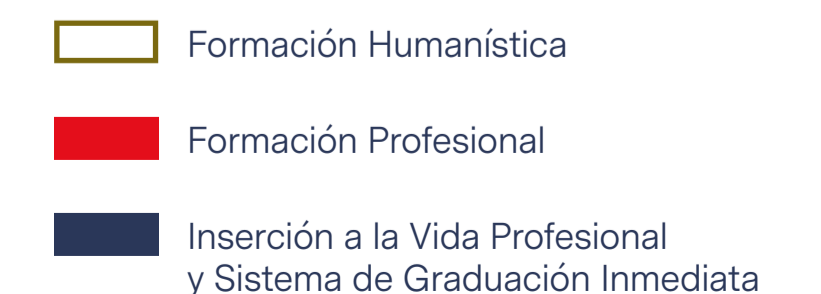 Formación Humanística
Formación Profesional
Inserción a la Vida Profesional
y Sistema de Graduación Inmediata